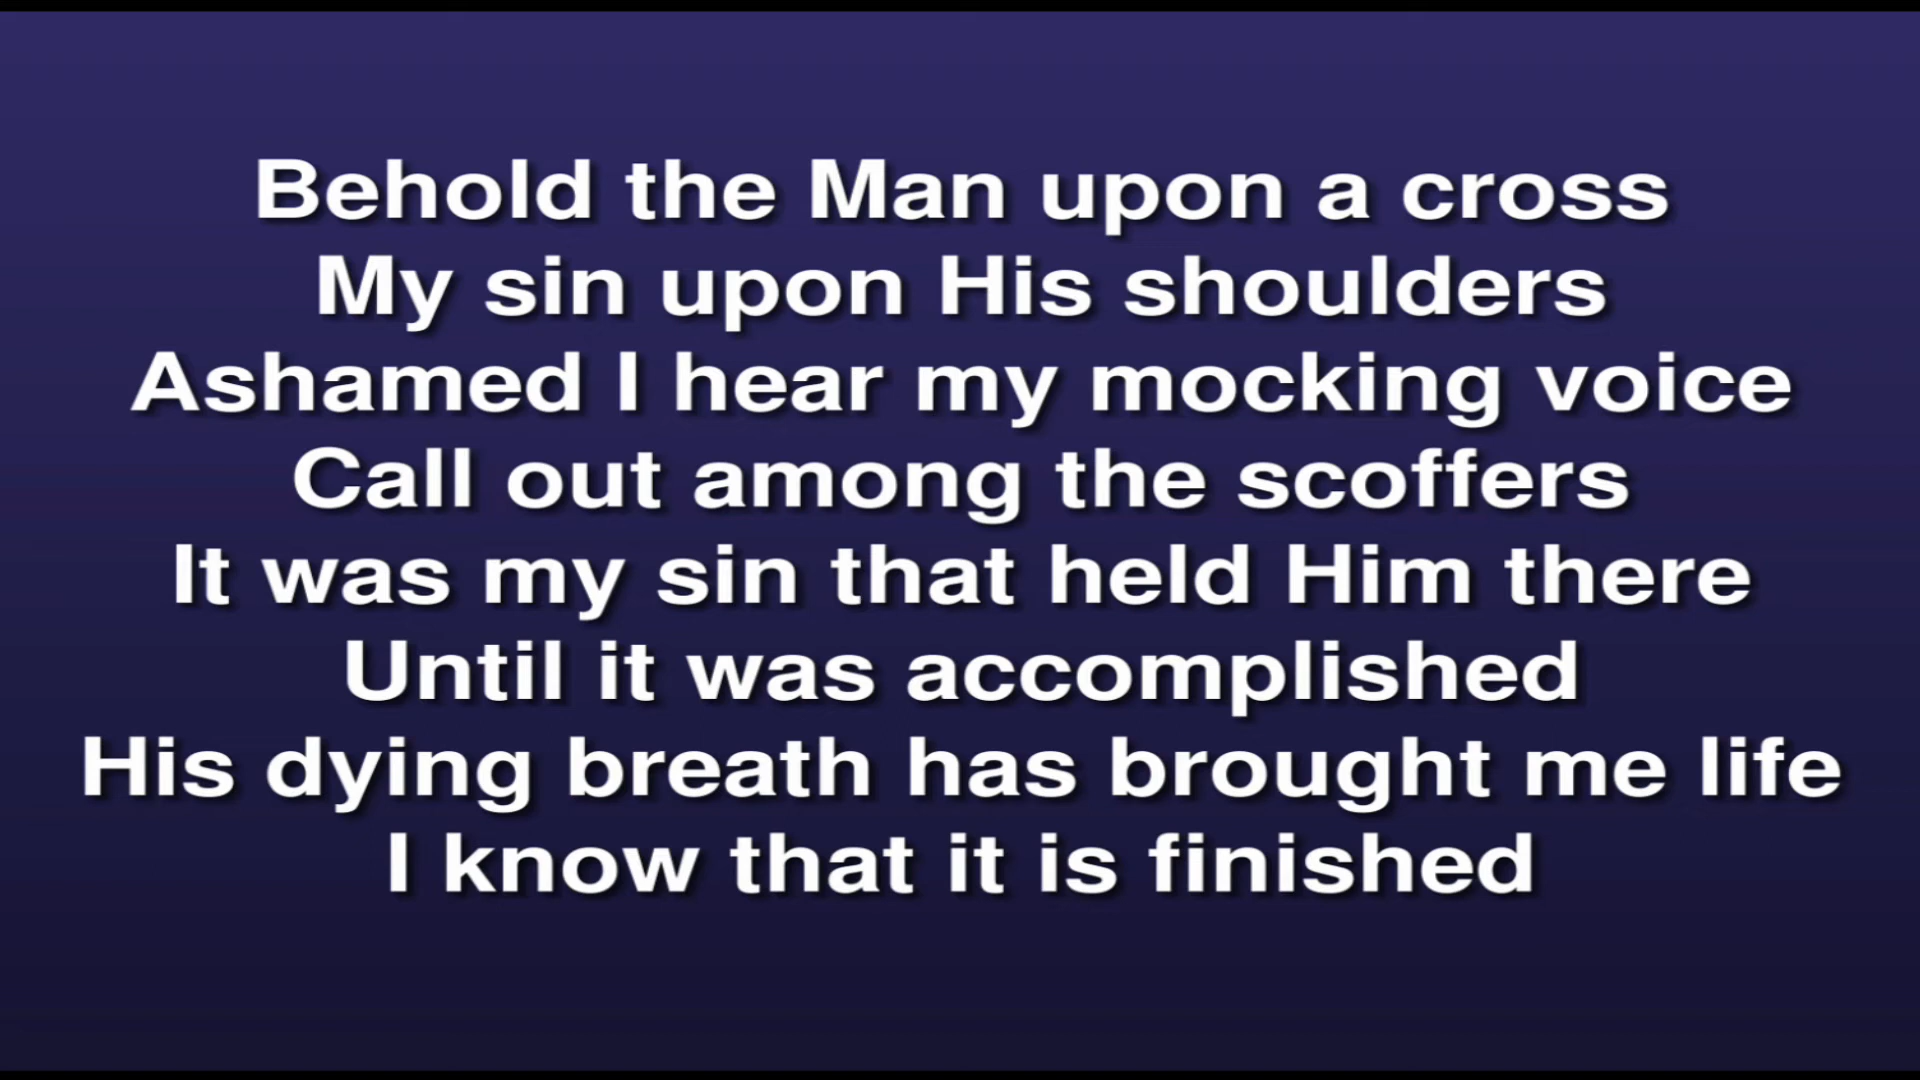 Behold the Man upon a cross
My sin upon His shoulders
Ashamed I hear my mocking voice
Call out among the scoffers
It was my sin that held Him there
Until it was accomplished
His dying breath has brought me life
I know that it is finished